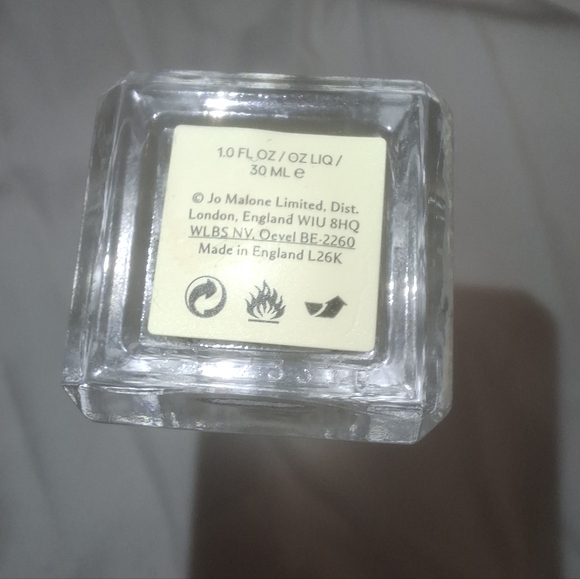 1.0 FL OZ / OZ LIQ /
30 ML ℮
© Jo Malone Limited, Dist.
London, England WIU 8HQ
WLBS NV, Oevel BE-2260
Made in England L26K